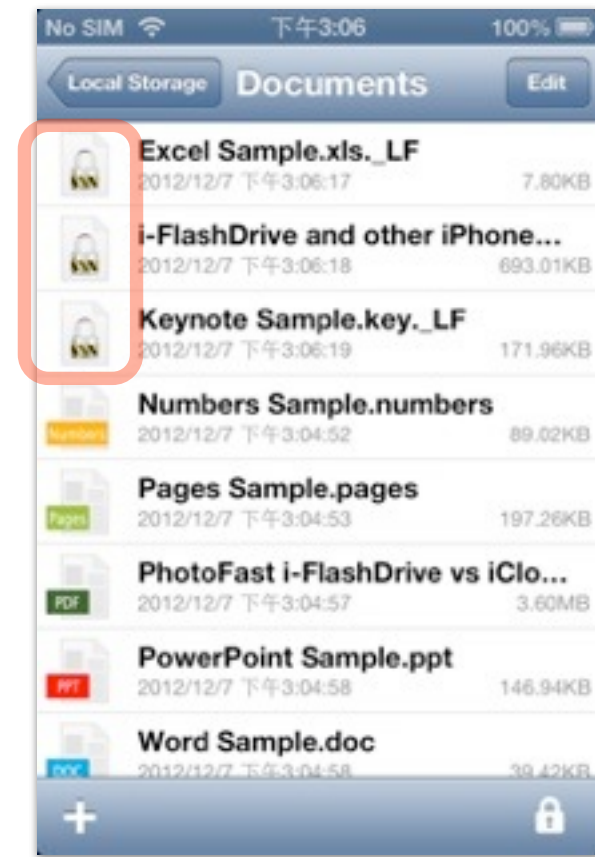 No SIM 下午3:06 100%
Local Storage Documents Edit
Excel Sample.xls._LF
2012/12/7 下午3:06:17 7.80KB
i-FlashDrive and other iPhone...
2012/12/7 下午3:06:18 693.01KB
Keynote Sample.key._LF
2012/12/7 下午3:06:19 171.96KB
Numbers Sample.numbers
Numbers 2012/12/7 下午3:04:52 89.02KB
Pages Sample.pages
Pages 2012/12/7 下午3:04:53 197.26KB
PhotoFast i-FlashDrive vs iClo...
PDF 2012/12/7 下午3:04:57 3.60MB
PowerPoint Sample.ppt
PPT 2012/12/7 下午3:04:58 146.94KB
Word Sample.doc
DOC 2012/12/7 下午3:04:58 39.42KB